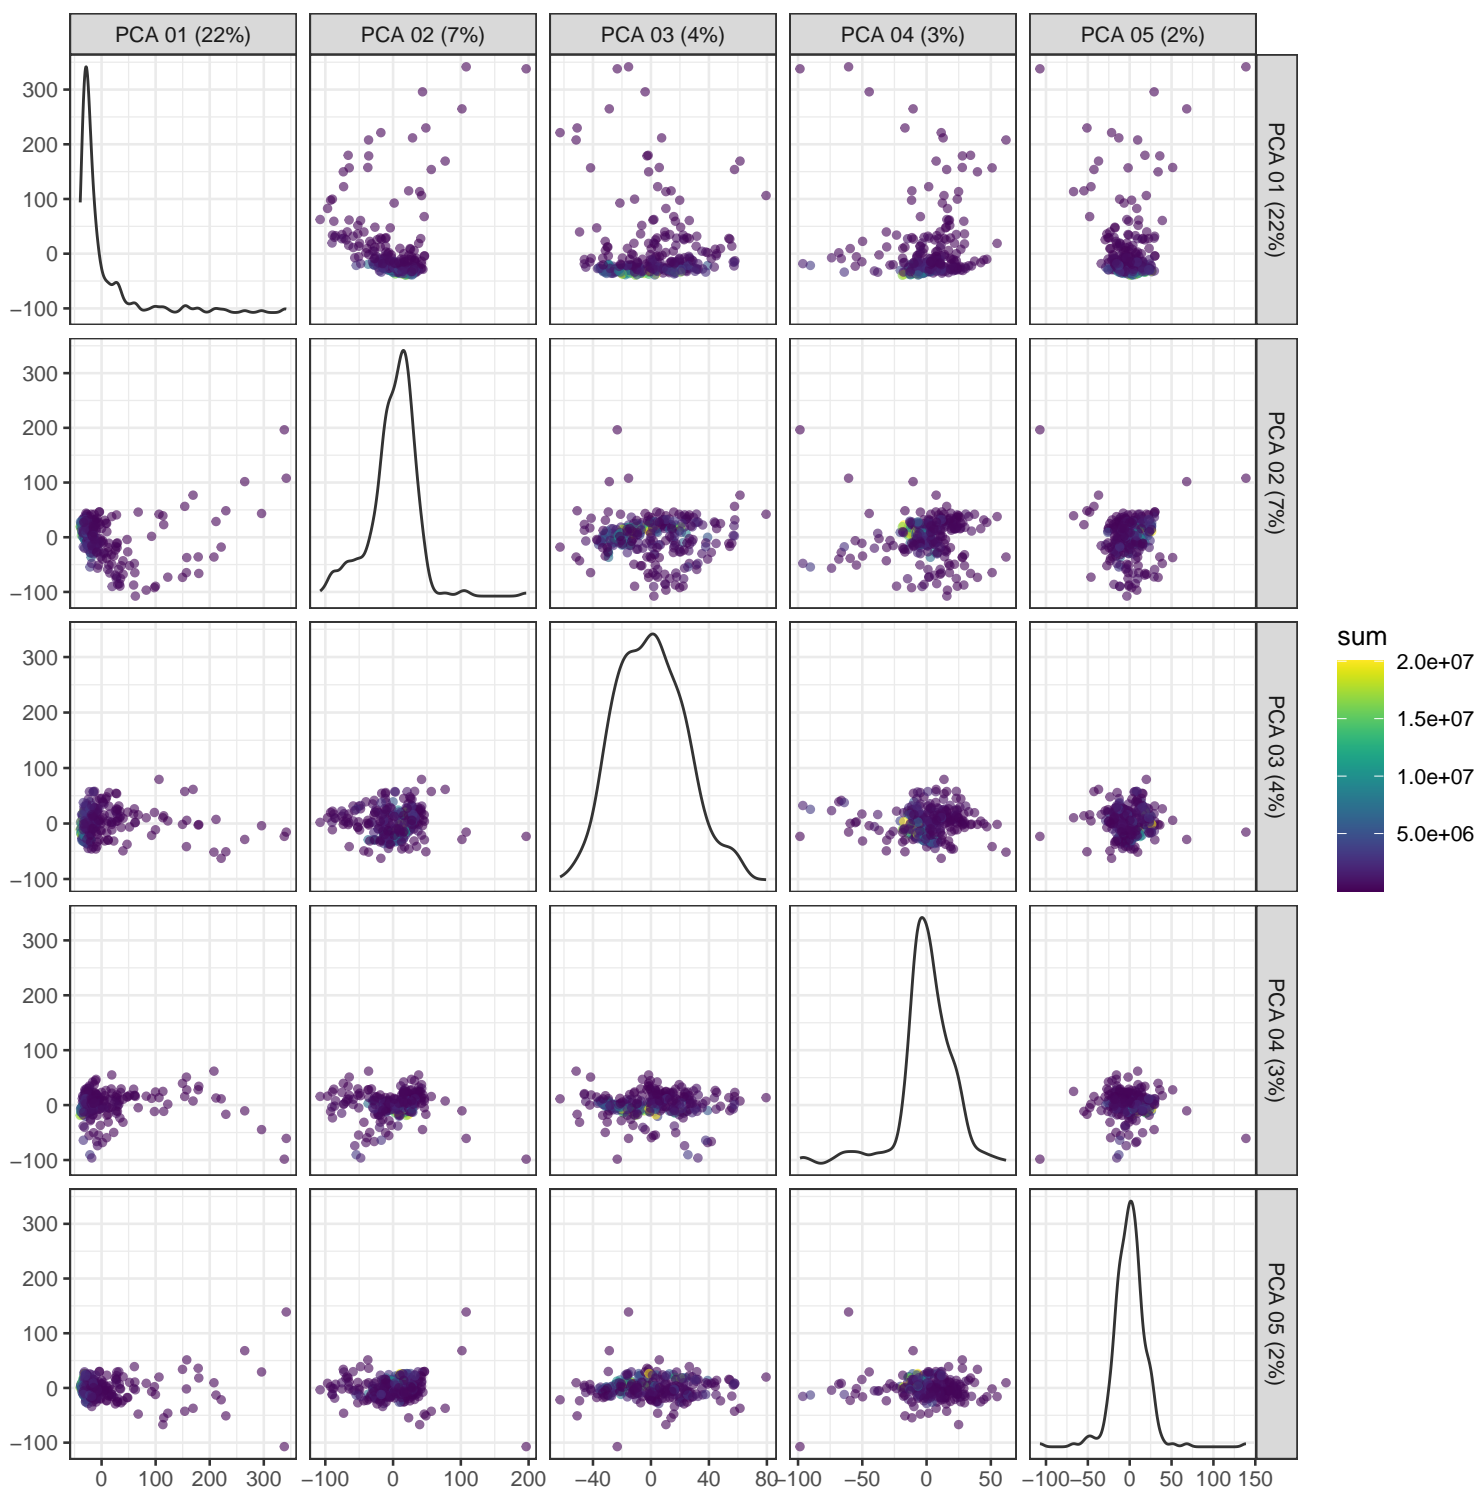 PCA 01 (22%) PCA 02 (7%) PCA 03 (4%) PCA 04 (3%) PCA 05 (2%)
300
200
100
0
−100
PCA 01 (22%)
300
200
100
0
−100
PCA 02 (7%)
300
200
100
0
−100
PCA 03 (4%)
300
200
100
0
−100
PCA 04 (3%)
300
200
100
0
−100
PCA 05 (2%)
0 100 200 300
−100 0 100 200
−40 0 40 80
−100 −50 0 50
−100 −50 0 50 100 150
sum
2.0e+07
1.5e+07
1.0e+07
5.0e+06